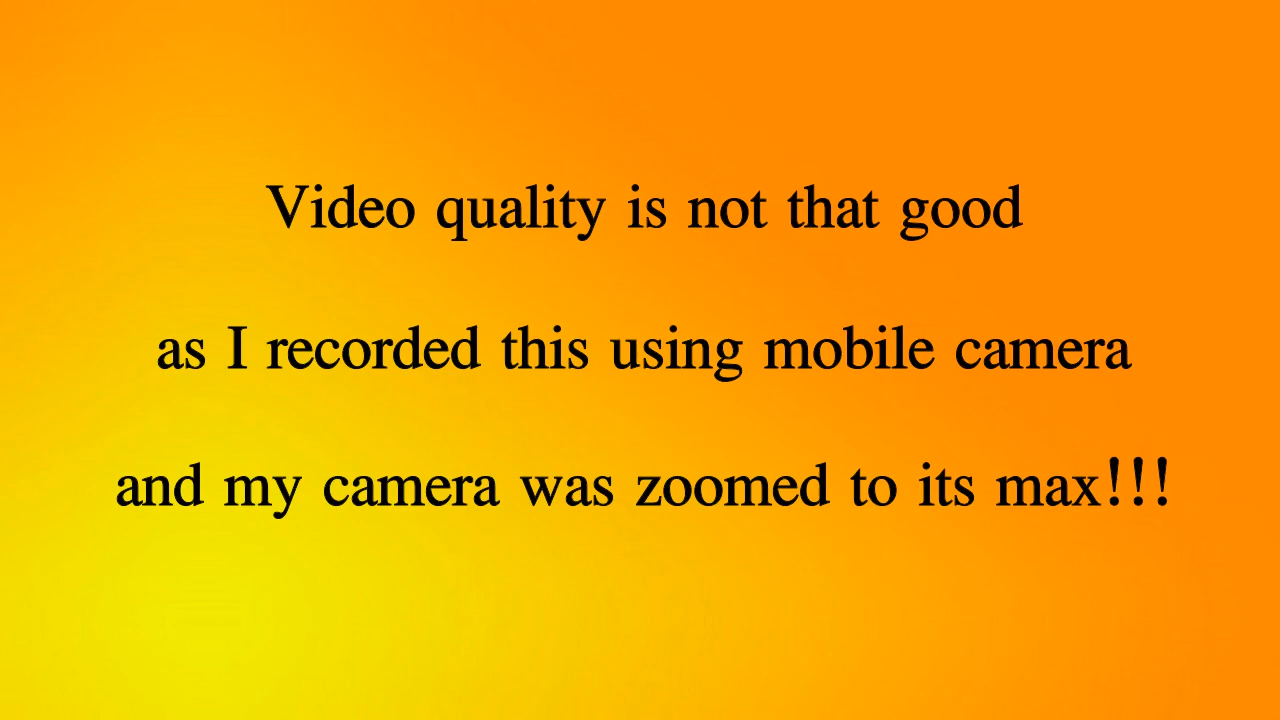 Video quality is not that good
as I recorded this using mobile camera
and my camera was zoomed to its max!!!